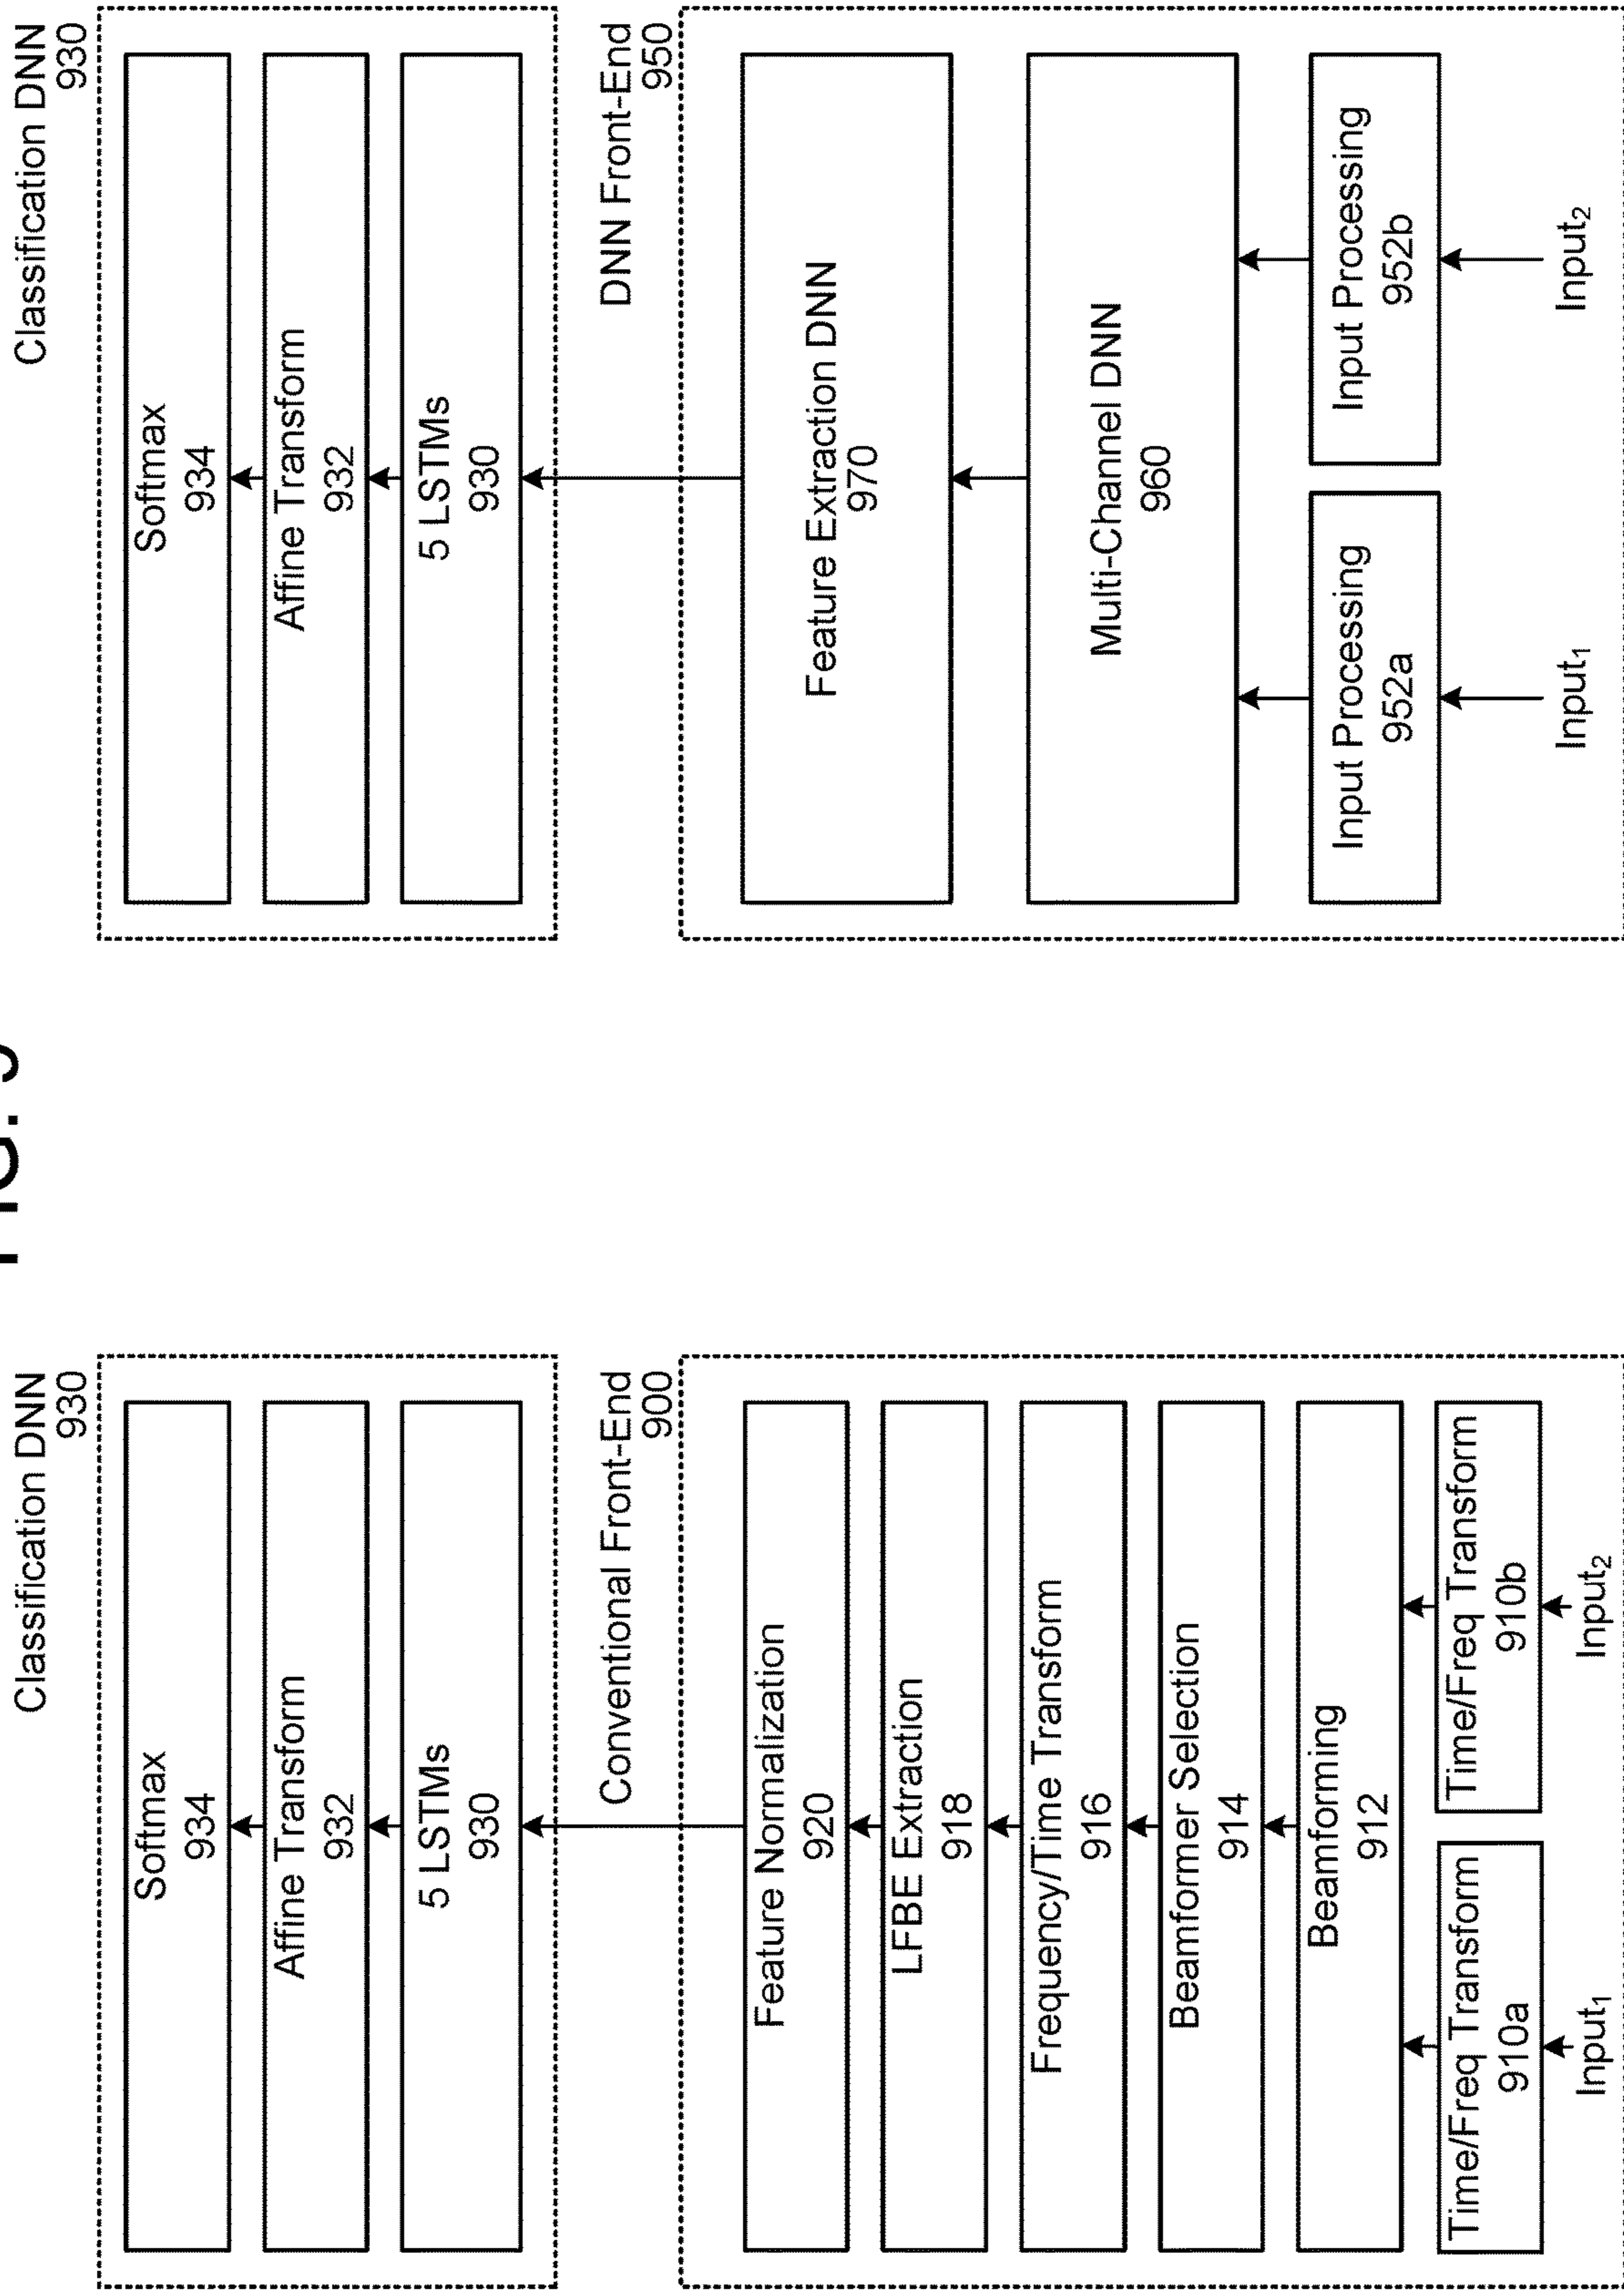 FIG. 9
Classification DNN
930
Softmax
934
Affine Transform
932
5 LSTMs
930
Conventional Front-End
900
Feature Normalization
920
LFBE Extraction
918
Frequency/Time Transform
916
Beamformer Selection
914
Beamforming
912
Time/Freq Transform
910a
Time/Freq Transform
910b
Input₁
Input₂
Classification DNN
930
Softmax
934
Affine Transform
932
5 LSTMs
930
DNN Front-End
950
Feature Extraction DNN
970
Multi-Channel DNN
960
Input Processing
952a
Input Processing
952b
Input₁
Input₂